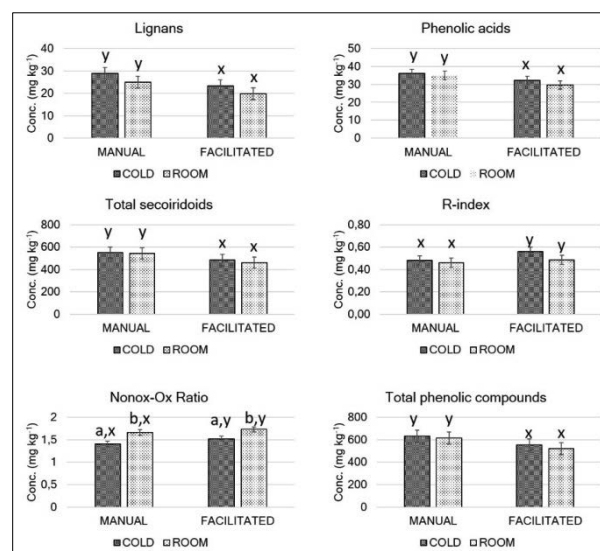 Lignans
Conc. (mg kg⁻¹)
40
30
20
10
0
y
y
x
x
MANUAL
FACILITATED
COLD ROOM
Phenolic acids
Conc. (mg kg⁻¹)
50
40
30
20
10
0
y
y
x
x
MANUAL
FACILITATED
COLD ROOM
Total secoiridoids
Conc. (mg kg⁻¹)
800
600
400
200
0
y
y
x
x
MANUAL
FACILITATED
COLD ROOM
R-index
Conc. (mg kg⁻¹)
0,80
0,60
0,40
0,20
0,00
x
x
y
y
MANUAL
FACILITATED
COLD ROOM
Nonox-Ox Ratio
Conc. (mg kg⁻¹)
2
1,5
1
0,5
0
a,x
b,x
a,y
b,y
MANUAL
FACILITATED
COLD ROOM
Total phenolic compounds
Conc. (mg kg⁻¹)
800
600
400
200
0
y
y
x
x
MANUAL
FACILITATED
COLD ROOM